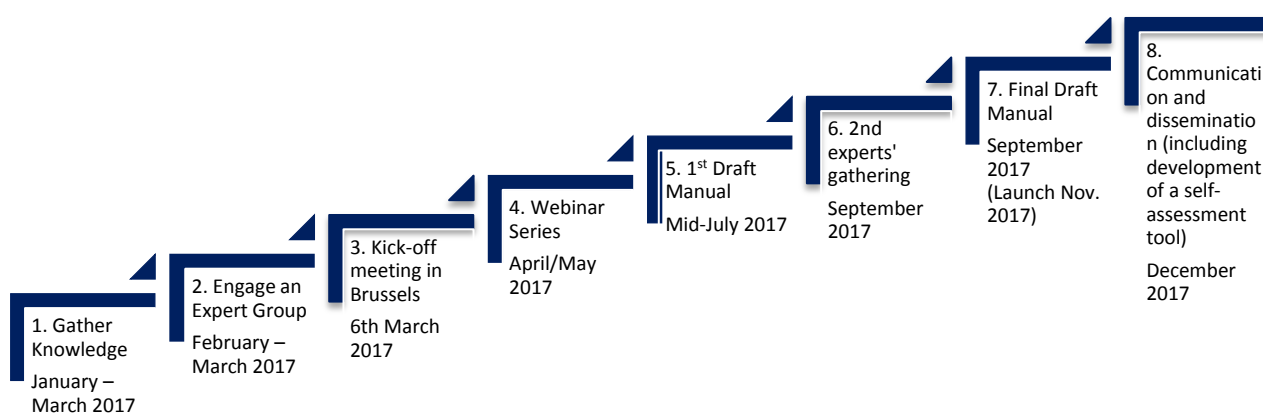 1. Gather
Knowledge
January –
March 2017
2. Engage an
Expert Group
February –
March 2017
3. Kick-off
meeting in
Brussels
6th March
2017
4. Webinar
Series
April/May
2017
5. 1st Draft
Manual
Mid-July 2017
6. 2nd
experts'
gathering
September
2017
7. Final Draft
Manual
September
2017
(Launch Nov.
2017)
8.
Communicati
on and
disseminatio
n (including
development
of a self-
assessment
tool)
December
2017